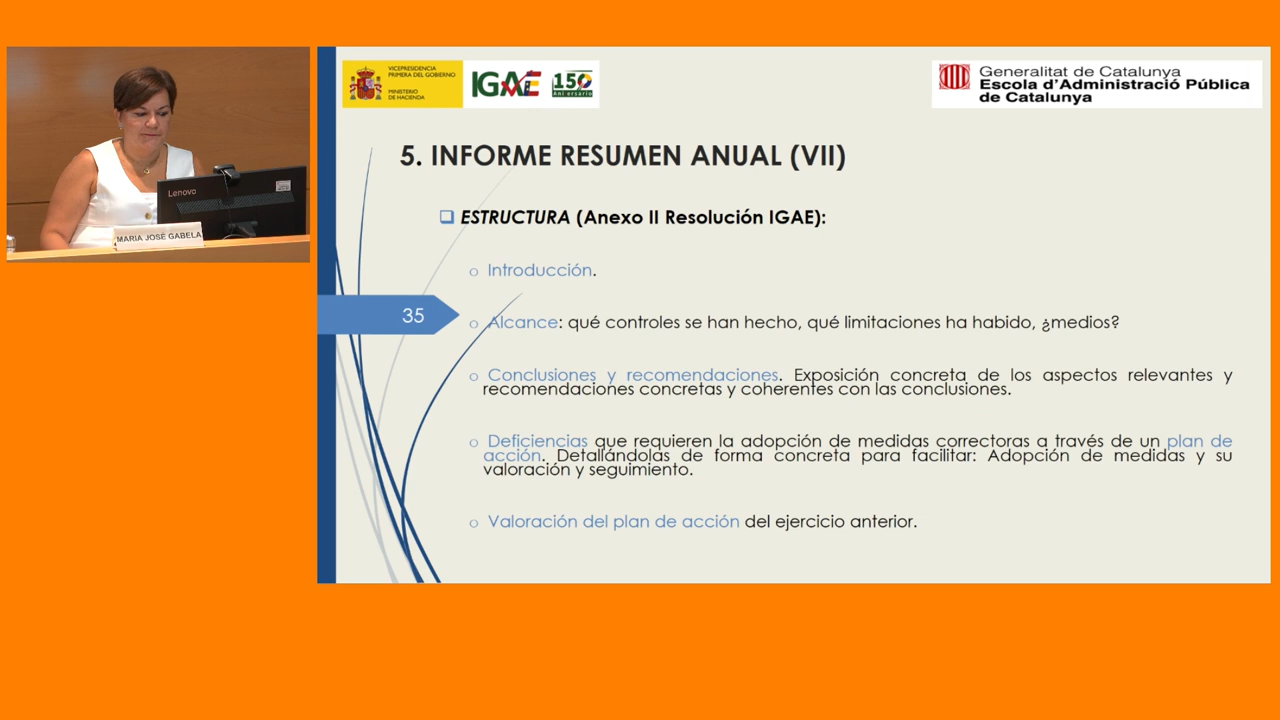 Lenovo
MARIA JOSÉ GABELA
VICEPRESIDENCIA
PRIMERA DEL GOBIERNO
MINISTERIO
DE HACIENDA
IGAE
150
Aniversario
Generalitat de Catalunya
Escola d'Administració Pública
de Catalunya
5. INFORME RESUMEN ANUAL (VII)
ESTRUCTURA (Anexo II Resolución IGAE):
o Introducción.
35
o Alcance: qué controles se han hecho, qué limitaciones ha habido, ¿medios?
o Conclusiones y recomendaciones. Exposición concreta de los aspectos relevantes y
recomendaciones concretas y coherentes con las conclusiones.
o Deficiencias que requieren la adopción de medidas correctoras a través de un plan de
acción. Detallándolas de forma concreta para facilitar: Adopción de medidas y su
valoración y seguimiento.
o Valoración del plan de acción del ejercicio anterior.